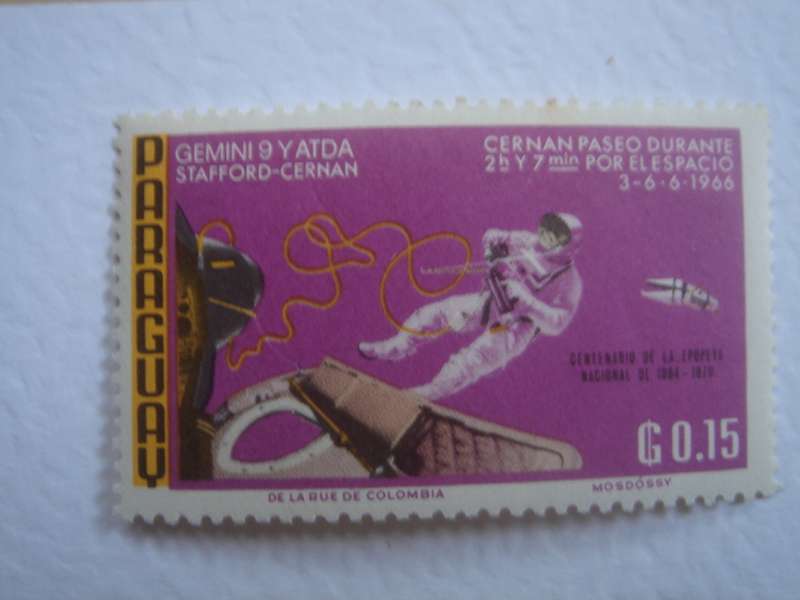 PARAGUAY
GEMINI 9 Y ATDA
STAFFORD-CERNAN
CERNAN PASEO DURANTE
2h Y 7min POR EL ESPACIO
3-6·6·1966
CENTENARIO DE LA EPOPEYA
NACIONAL DE 1864-1870
₲ 0.15
DE LA RUE DE COLOMBIA
MOSDÓSSY